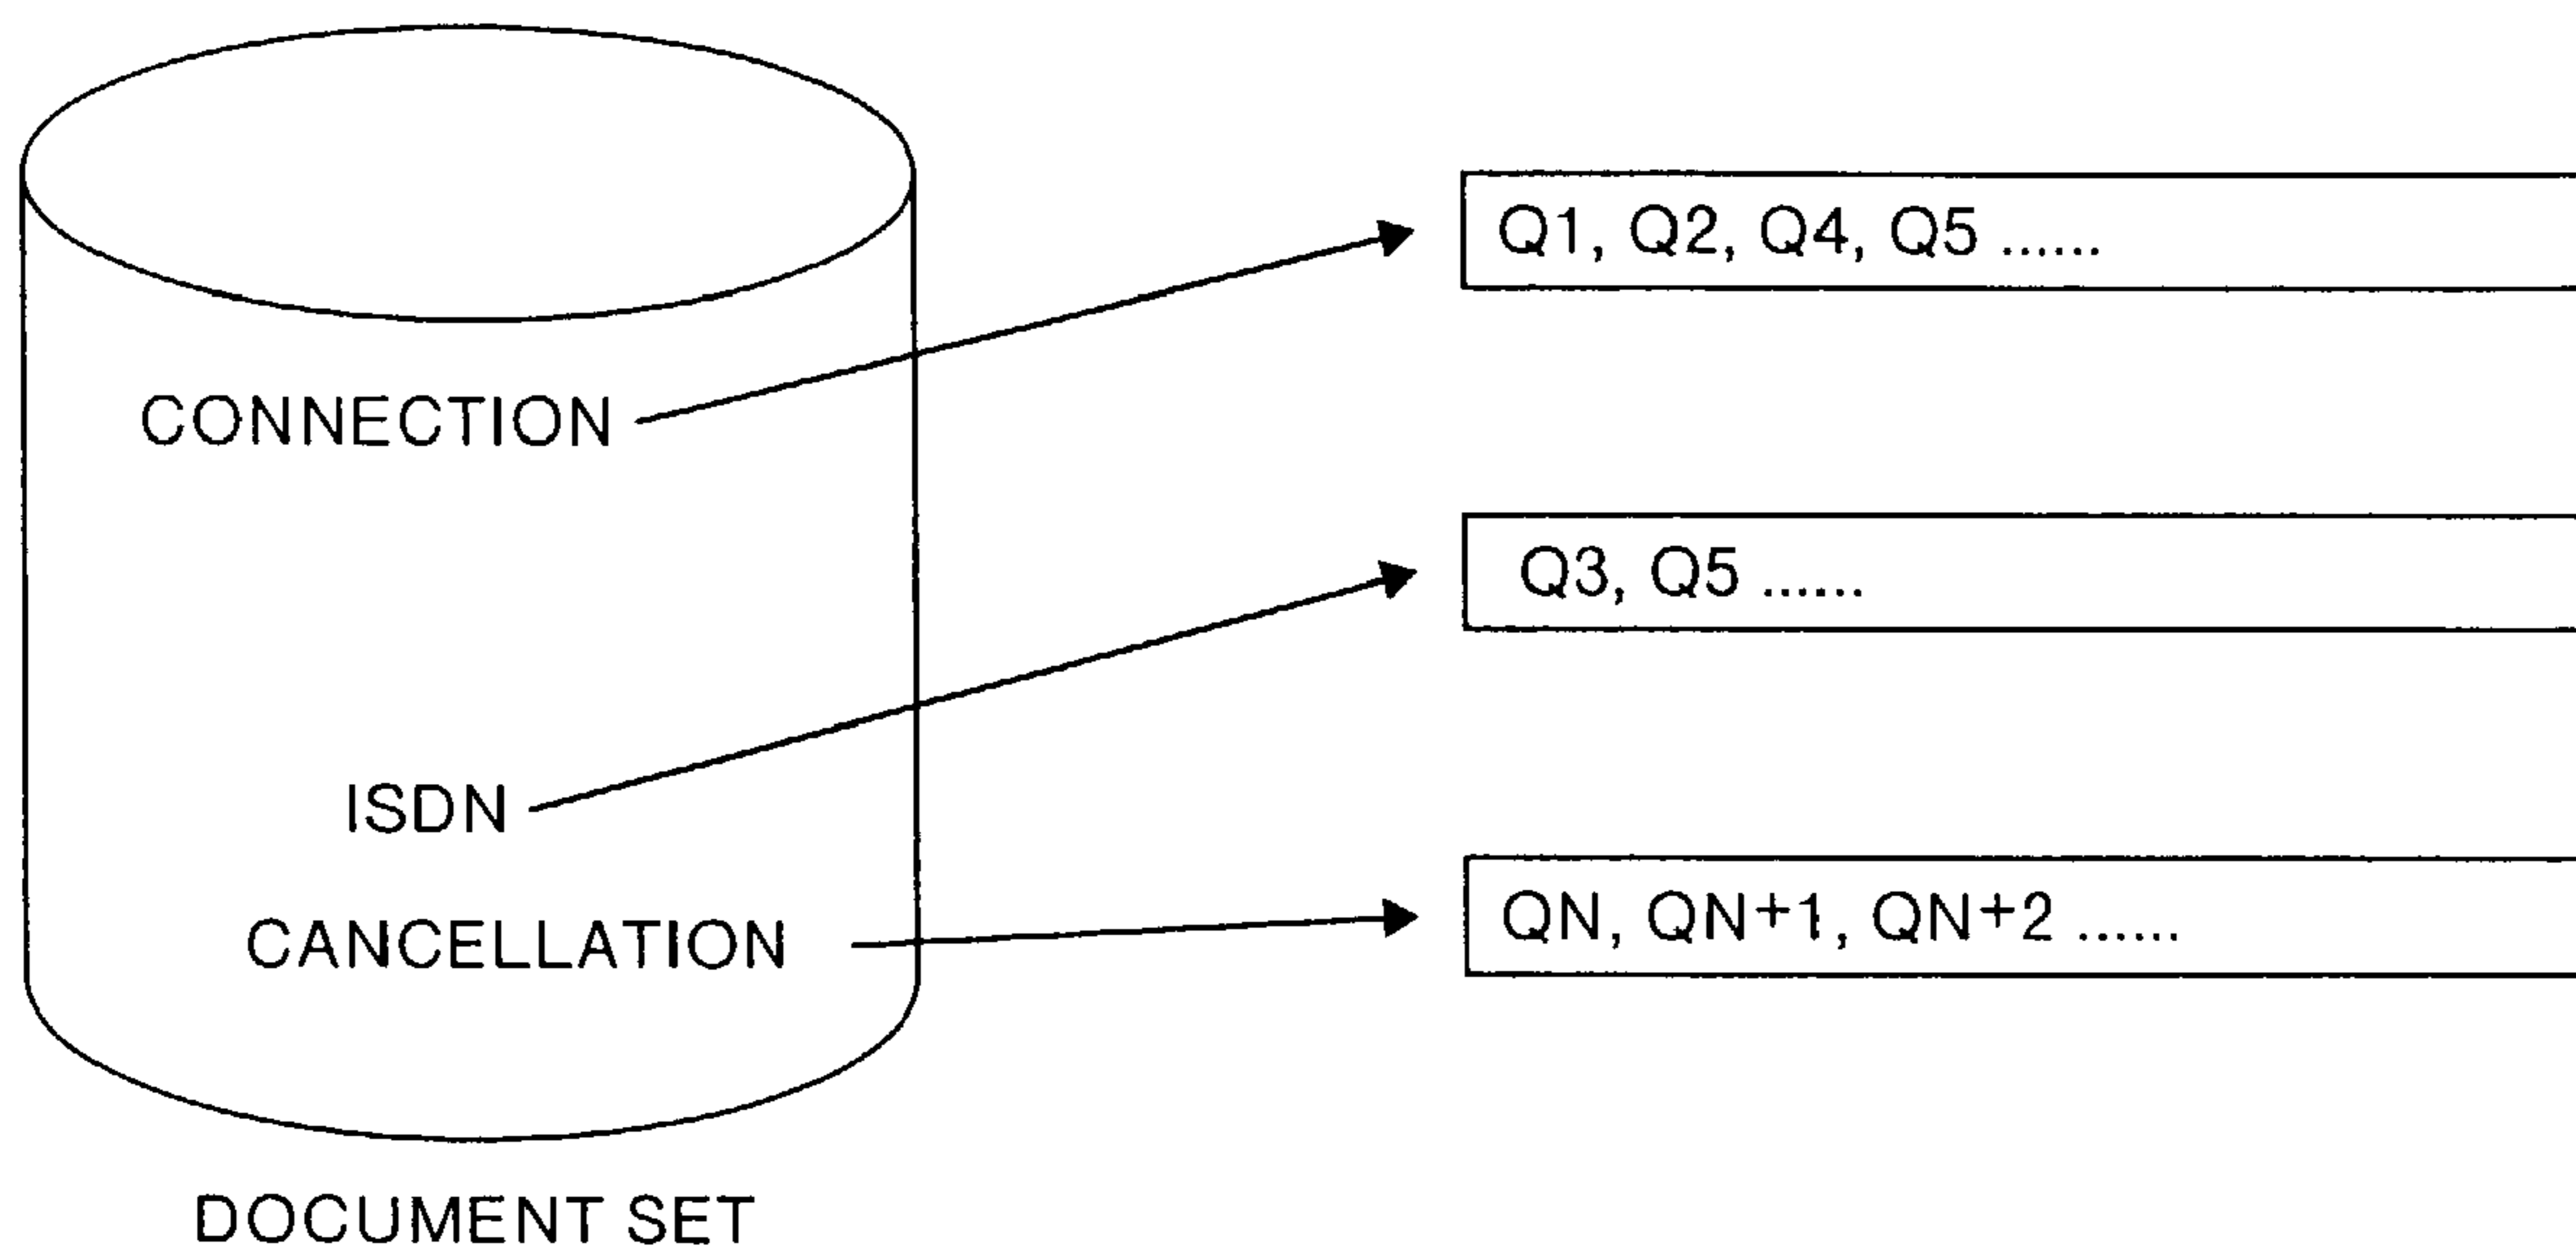 Q1, Q2, Q4, Q5 ......
CONNECTION
Q3, Q5 ......
ISDN
QN, QN+1, QN+2 ......
CANCELLATION
DOCUMENT SET